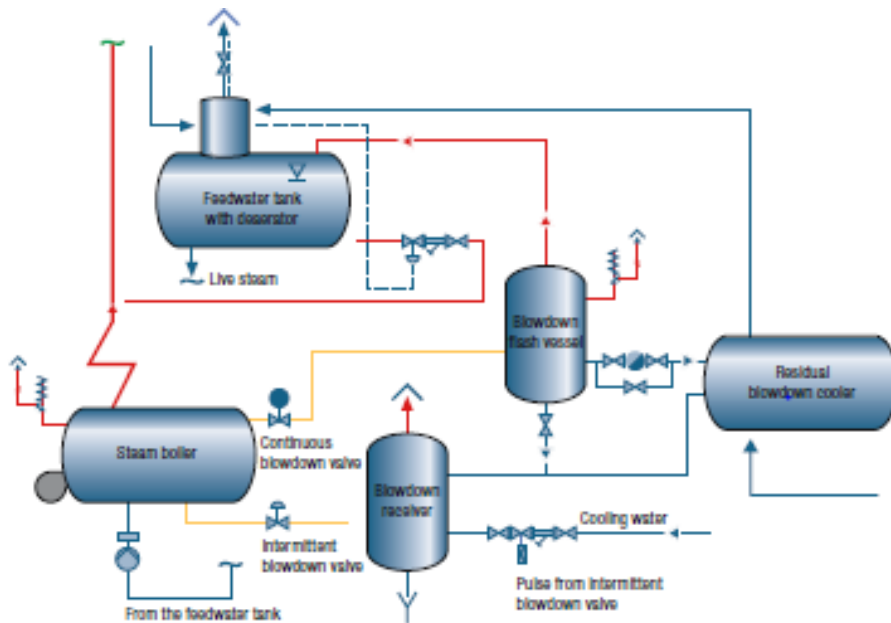 Feedwater tank
with deaerator
Live steam
Blowdown
flash vessel
Residual
blowdown cooler
Steam boiler
Continuous
blowdown valve
Blowdown
receiver
Cooling water
Intermittent
blowdown valve
Pulse from intermittent
blowdown valve
From the feedwater tank